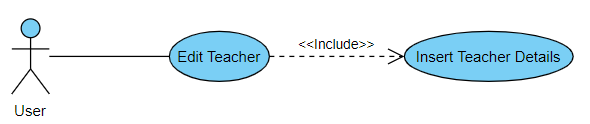 <<Include>>
Edit Teacher
Insert Teacher Details
User